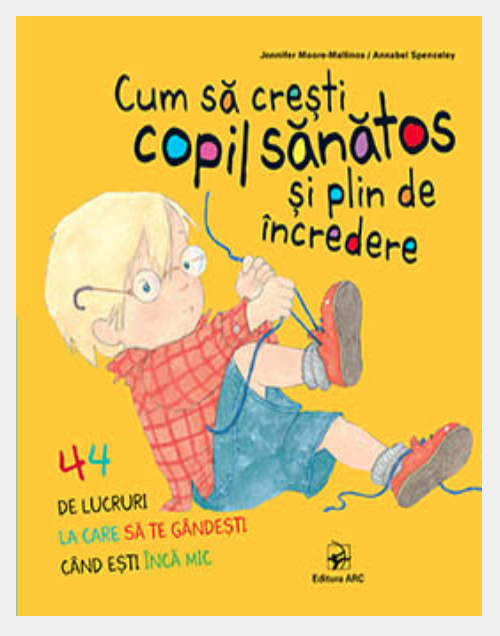 Jennifer Moore-Mallinos / Annabel Spenceley
Cum să crești
copil sănătos
și plin de
încredere
44
DE LUCRURI
LA CARE SĂ TE GÂNDEȘTI
CÂND EȘTI ÎNCĂ MIC
Editura ARC